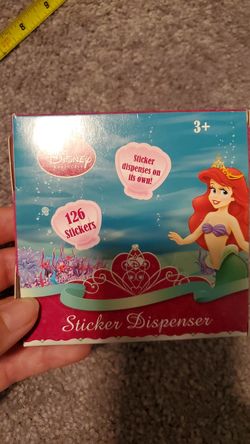 3+
Disney
Sticker
dispenses on
its own!
126
Stickers
Sticker Dispenser